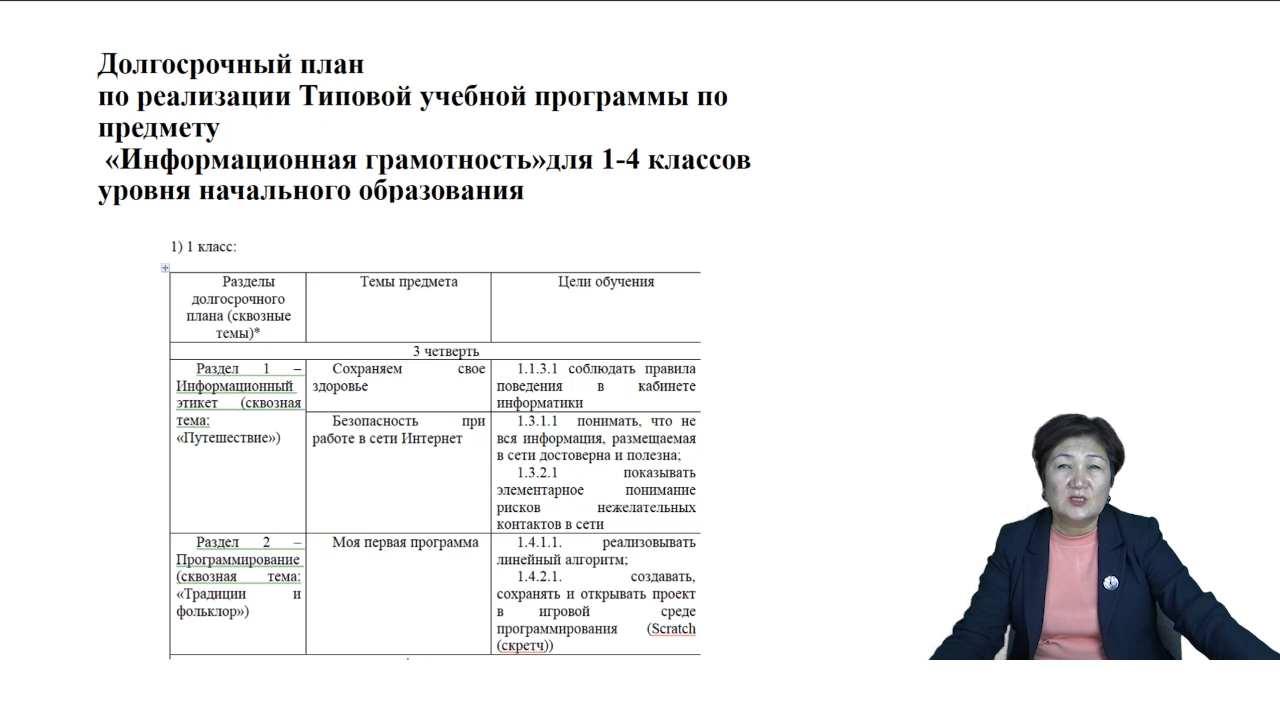 Долгосрочный план
по реализации Типовой учебной программы по
предмету
«Информационная грамотность»для 1-4 классов
уровня начального образования
1) 1 класс:
Разделы
долгосрочного
плана (сквозные
темы)*
Темы предмета
Цели обучения
3 четверть
Раздел 1 –
Информационный
этикет (сквозная
тема:
«Путешествие»)
Сохраняем свое
здоровье
1.1.3.1 соблюдать правила
поведения в кабинете
информатики
Безопасность при
работе в сети Интернет
1.3.1.1 понимать, что не
вся информация, размещаемая
в сети достоверна и полезна;
1.3.2.1 показывать
элементарное понимание
рисков нежелательных
контактов в сети
Раздел 2 –
Программирование
(сквозная тема:
«Традиции и
фольклор»)
Моя первая программа
1.4.1.1. реализовывать
линейный алгоритм;
1.4.2.1. создавать,
сохранять и открывать проект
в игровой среде
программирования (Scratch
(скретч))